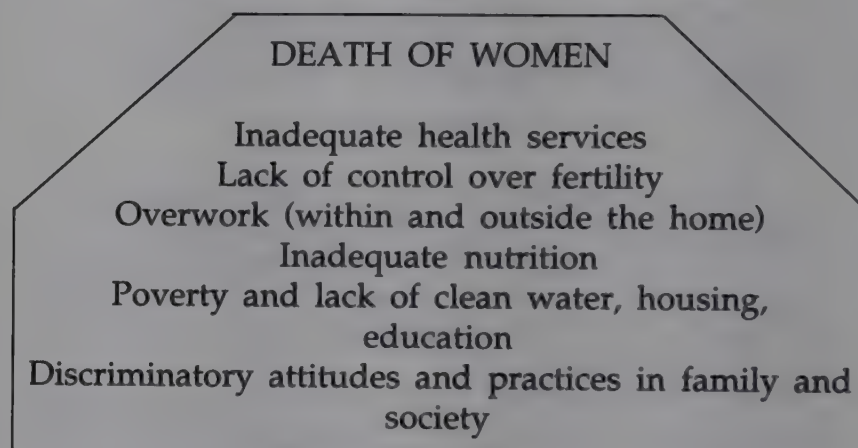 DEATH OF WOMEN
Inadequate health services
Lack of control over fertility
Overwork (within and outside the home)
Inadequate nutrition
Poverty and lack of clean water, housing,
education
Discriminatory attitudes and practices in family and
society